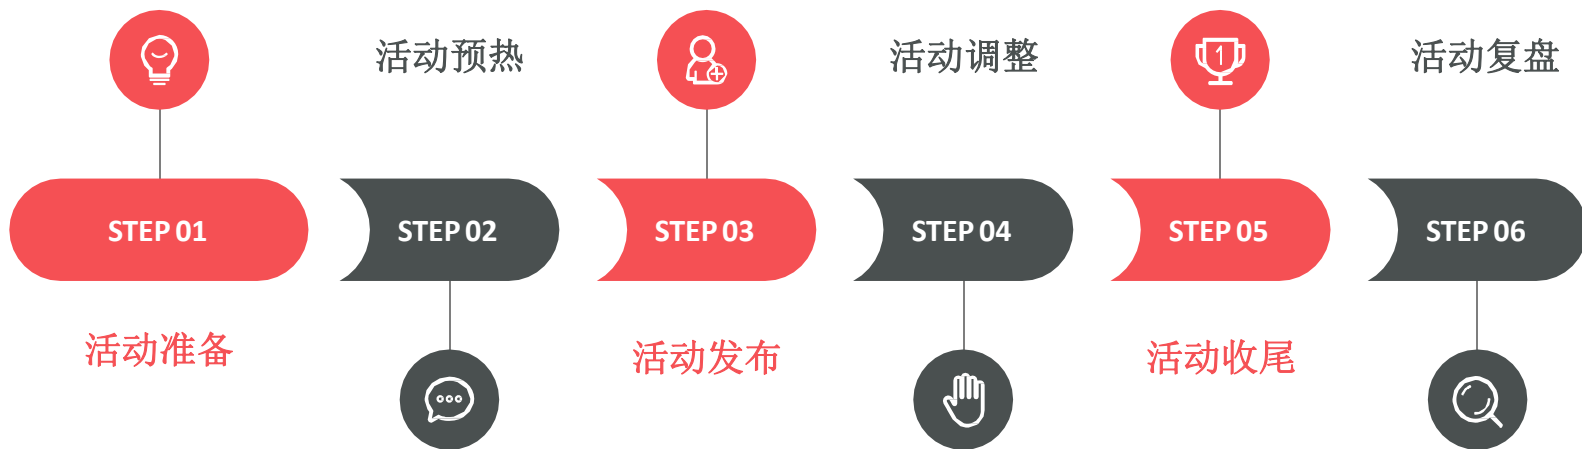 活动预热
活动调整
1
活动复盘
STEP 01
STEP 02
STEP 03
STEP 04
STEP 05
STEP 06
活动准备
活动发布
活动收尾